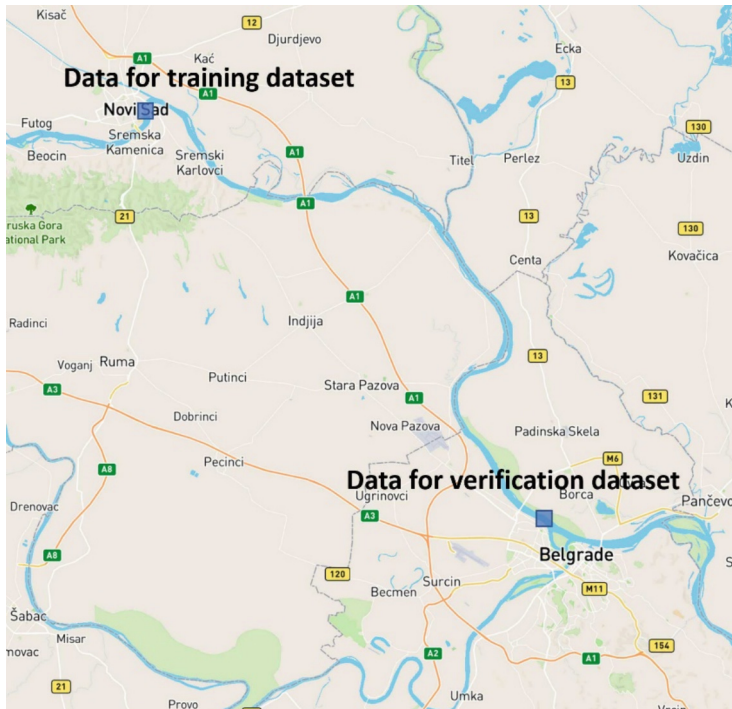 Kisač
12
Djurdjevo
A1
Kać
Ecka
Data for training dataset
13
A1
Novi Sad
Futog
Sremska
Kamenica
130
Beocin
Sremski
Karlovci
A1
Titel
Perlez
Uzdin
A1
21
13
130
ruska Gora
ational Park
Centa
Kovačica
A1
Radinci
Indjija
13
Voganj
Ruma
Putinci
Stara Pazova
A3
A1
131
Dobrinci
Nova Pazova
Padinska Skela
Pecinci
M6
A8
Data for verification dataset
Ugrinovci
Borca
Pančevo
Drenovac
A3
A8
Belgrade
120
Surcin
M11
Becmen
Šabac
Misar
154
movac
A2
A1
21
Umka
Provo